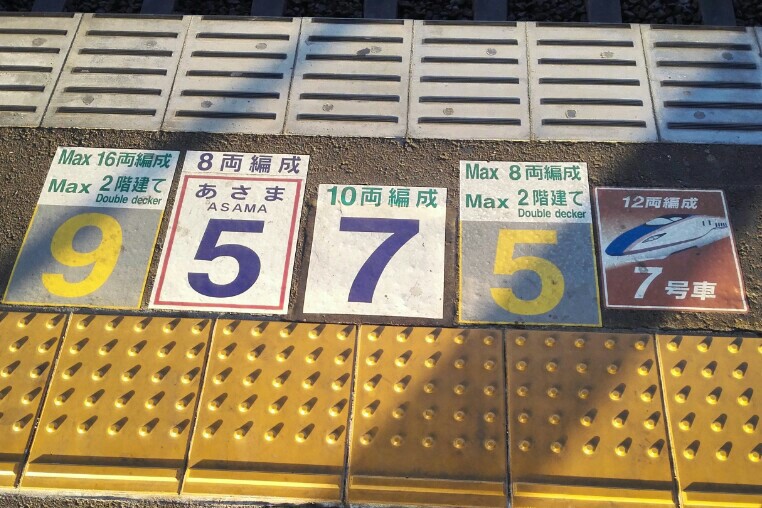 Max 16両編成
Max 2階建て
Double decker
9
8両編成
あさま
ASAMA
5
10両編成
7
Max 8両編成
Max 2階建て
Double decker
5
12両編成
7号車